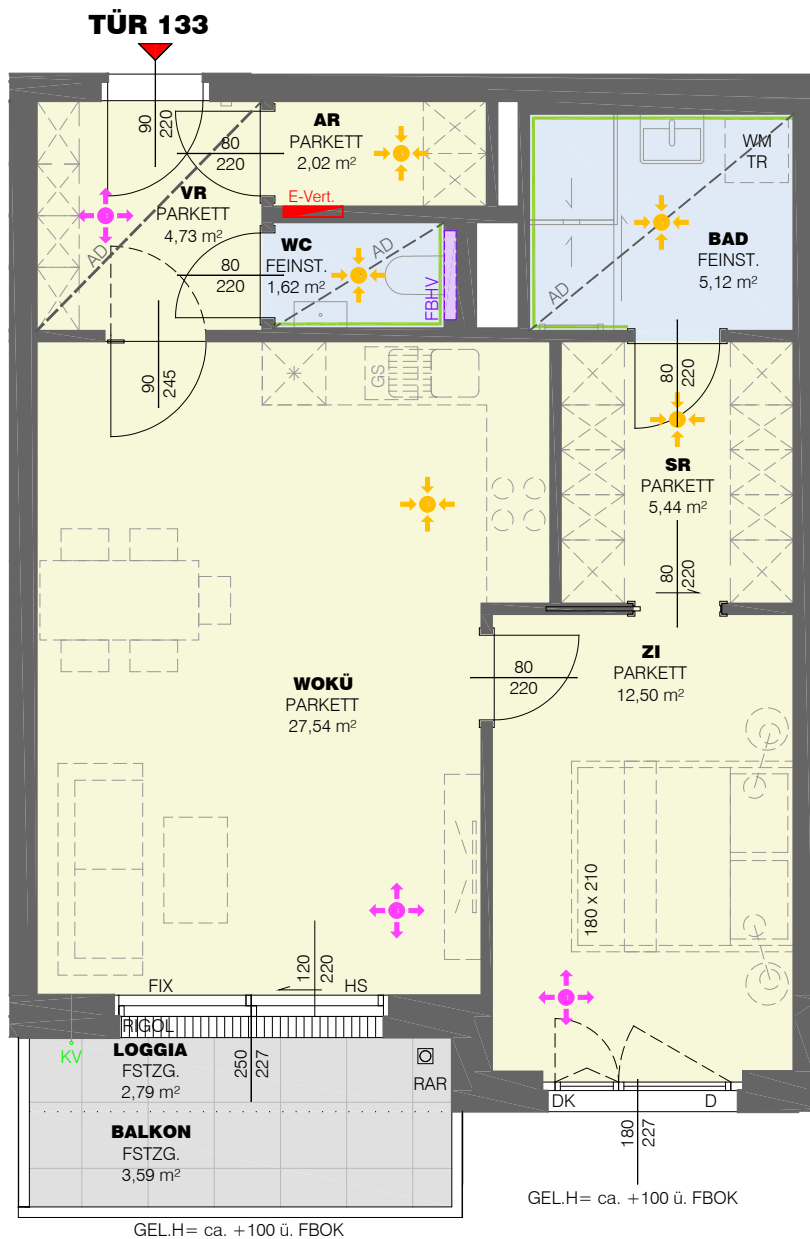 TÜR 133
90
220
AR
PARKETT
2,02 m²
80
220
E-Vert.
VR
PARKETT
4,73 m²
AD
WC
FEINST.
1,62 m²
AD
80
220
FBHV
WM
TR
BAD
FEINST.
5,12 m²
AD
90
245
GS
80
220
SR
PARKETT
5,44 m²
80
220
ZI
PARKETT
12,50 m²
80
220
WOKÜ
PARKETT
27,54 m²
180 x 210
120
220
FIX
HS
RIGOL
KV
LOGGIA
FSTZG.
2,79 m²
250
227
RAR
BALKON
FSTZG.
3,59 m²
DK
D
180
227
GEL.H= ca. +100 ü. FBOK
GEL.H= ca. +100 ü. FBOK